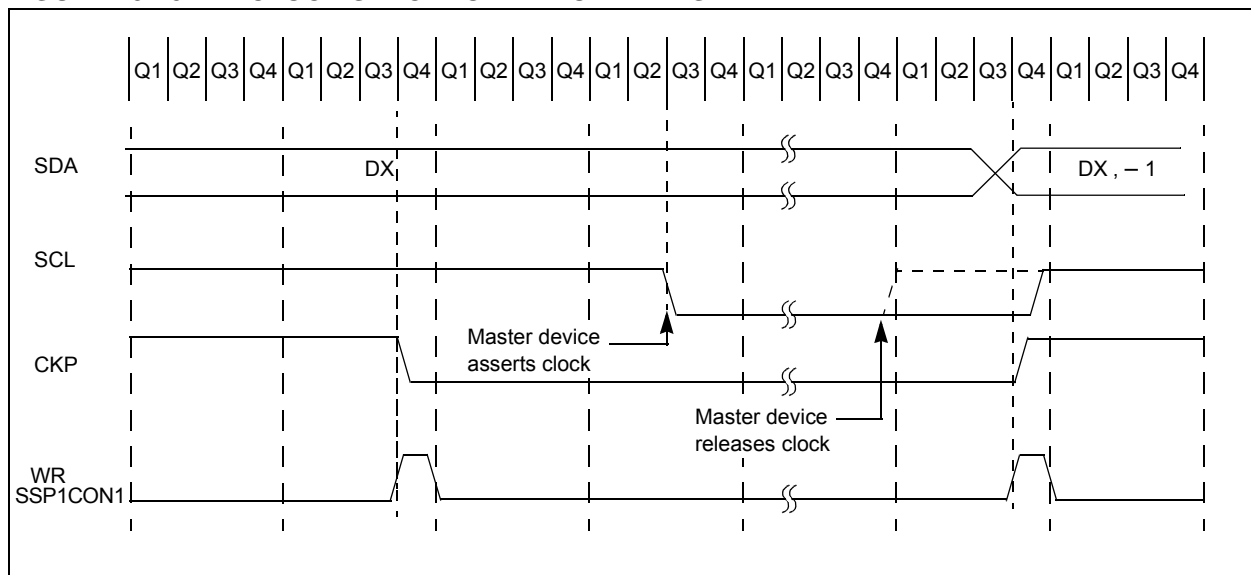 Q1 Q2 Q3 Q4 Q1 Q2 Q3 Q4 Q1 Q2 Q3 Q4 Q1 Q2 Q3 Q4 Q1 Q2 Q3 Q4 Q1 Q2 Q3 Q4 Q1 Q2 Q3 Q4
SDA
DX
DX , – 1
SCL
Master device
asserts clock
CKP
Master device
releases clock
WR
SSP1CON1